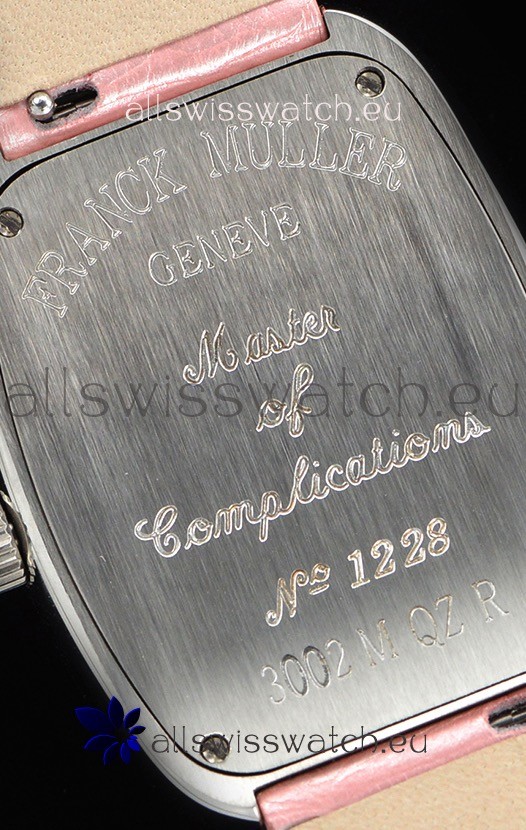 allswisswatch.eu
FRANCK MULLER
GENEVE
Master
of
allswisswatch.eu
Complications
No 1228
3002 M QZ R
allswisswatch.eu